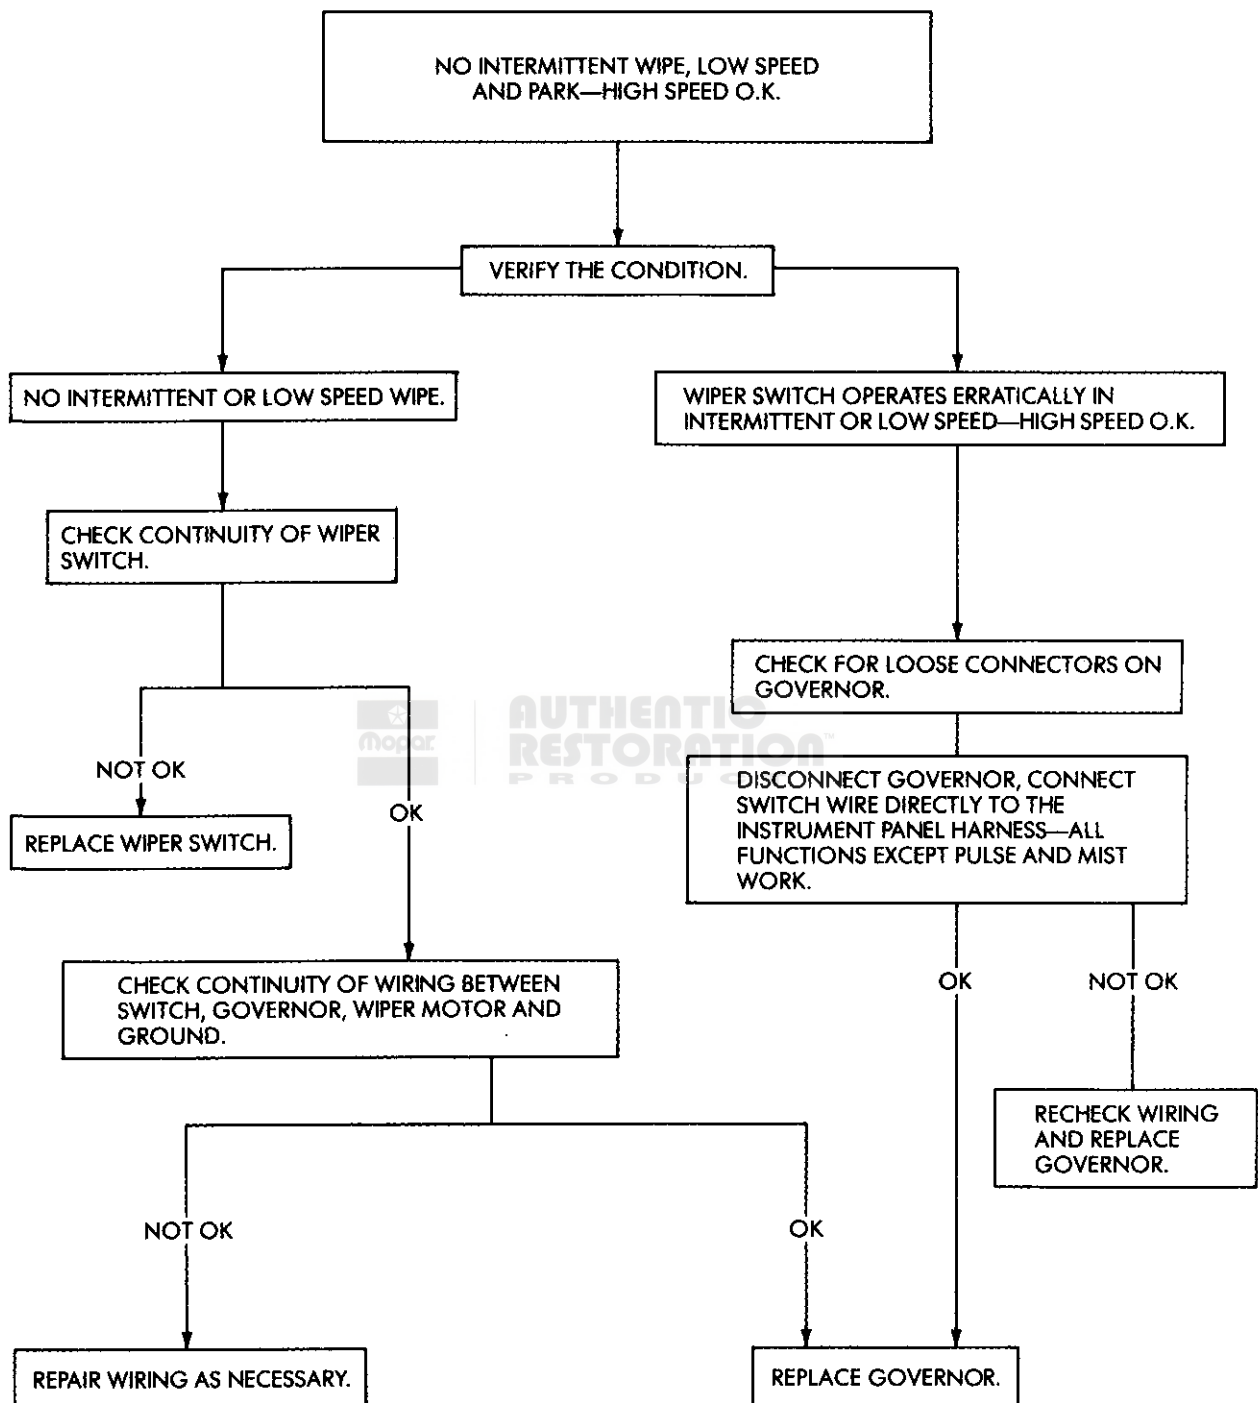 NO INTERMITTENT WIPE, LOW SPEED
AND PARK—HIGH SPEED O.K.
VERIFY THE CONDITION.
NO INTERMITTENT OR LOW SPEED WIPE.
WIPER SWITCH OPERATES ERRATICALLY IN
INTERMITTENT OR LOW SPEED—HIGH SPEED O.K.
CHECK CONTINUITY OF WIPER
SWITCH.
CHECK FOR LOOSE CONNECTORS ON
GOVERNOR.
mopar
AUTHENTIC
RESTORATION™
PRODUC
NOT OK
OK
REPLACE WIPER SWITCH.
DISCONNECT GOVERNOR, CONNECT
SWITCH WIRE DIRECTLY TO THE
INSTRUMENT PANEL HARNESS—ALL
FUNCTIONS EXCEPT PULSE AND MIST
WORK.
CHECK CONTINUITY OF WIRING BETWEEN
SWITCH, GOVERNOR, WIPER MOTOR AND
GROUND.
OK
NOT OK
RECHECK WIRING
AND REPLACE
GOVERNOR.
NOT OK
OK
REPAIR WIRING AS NECESSARY.
REPLACE GOVERNOR.